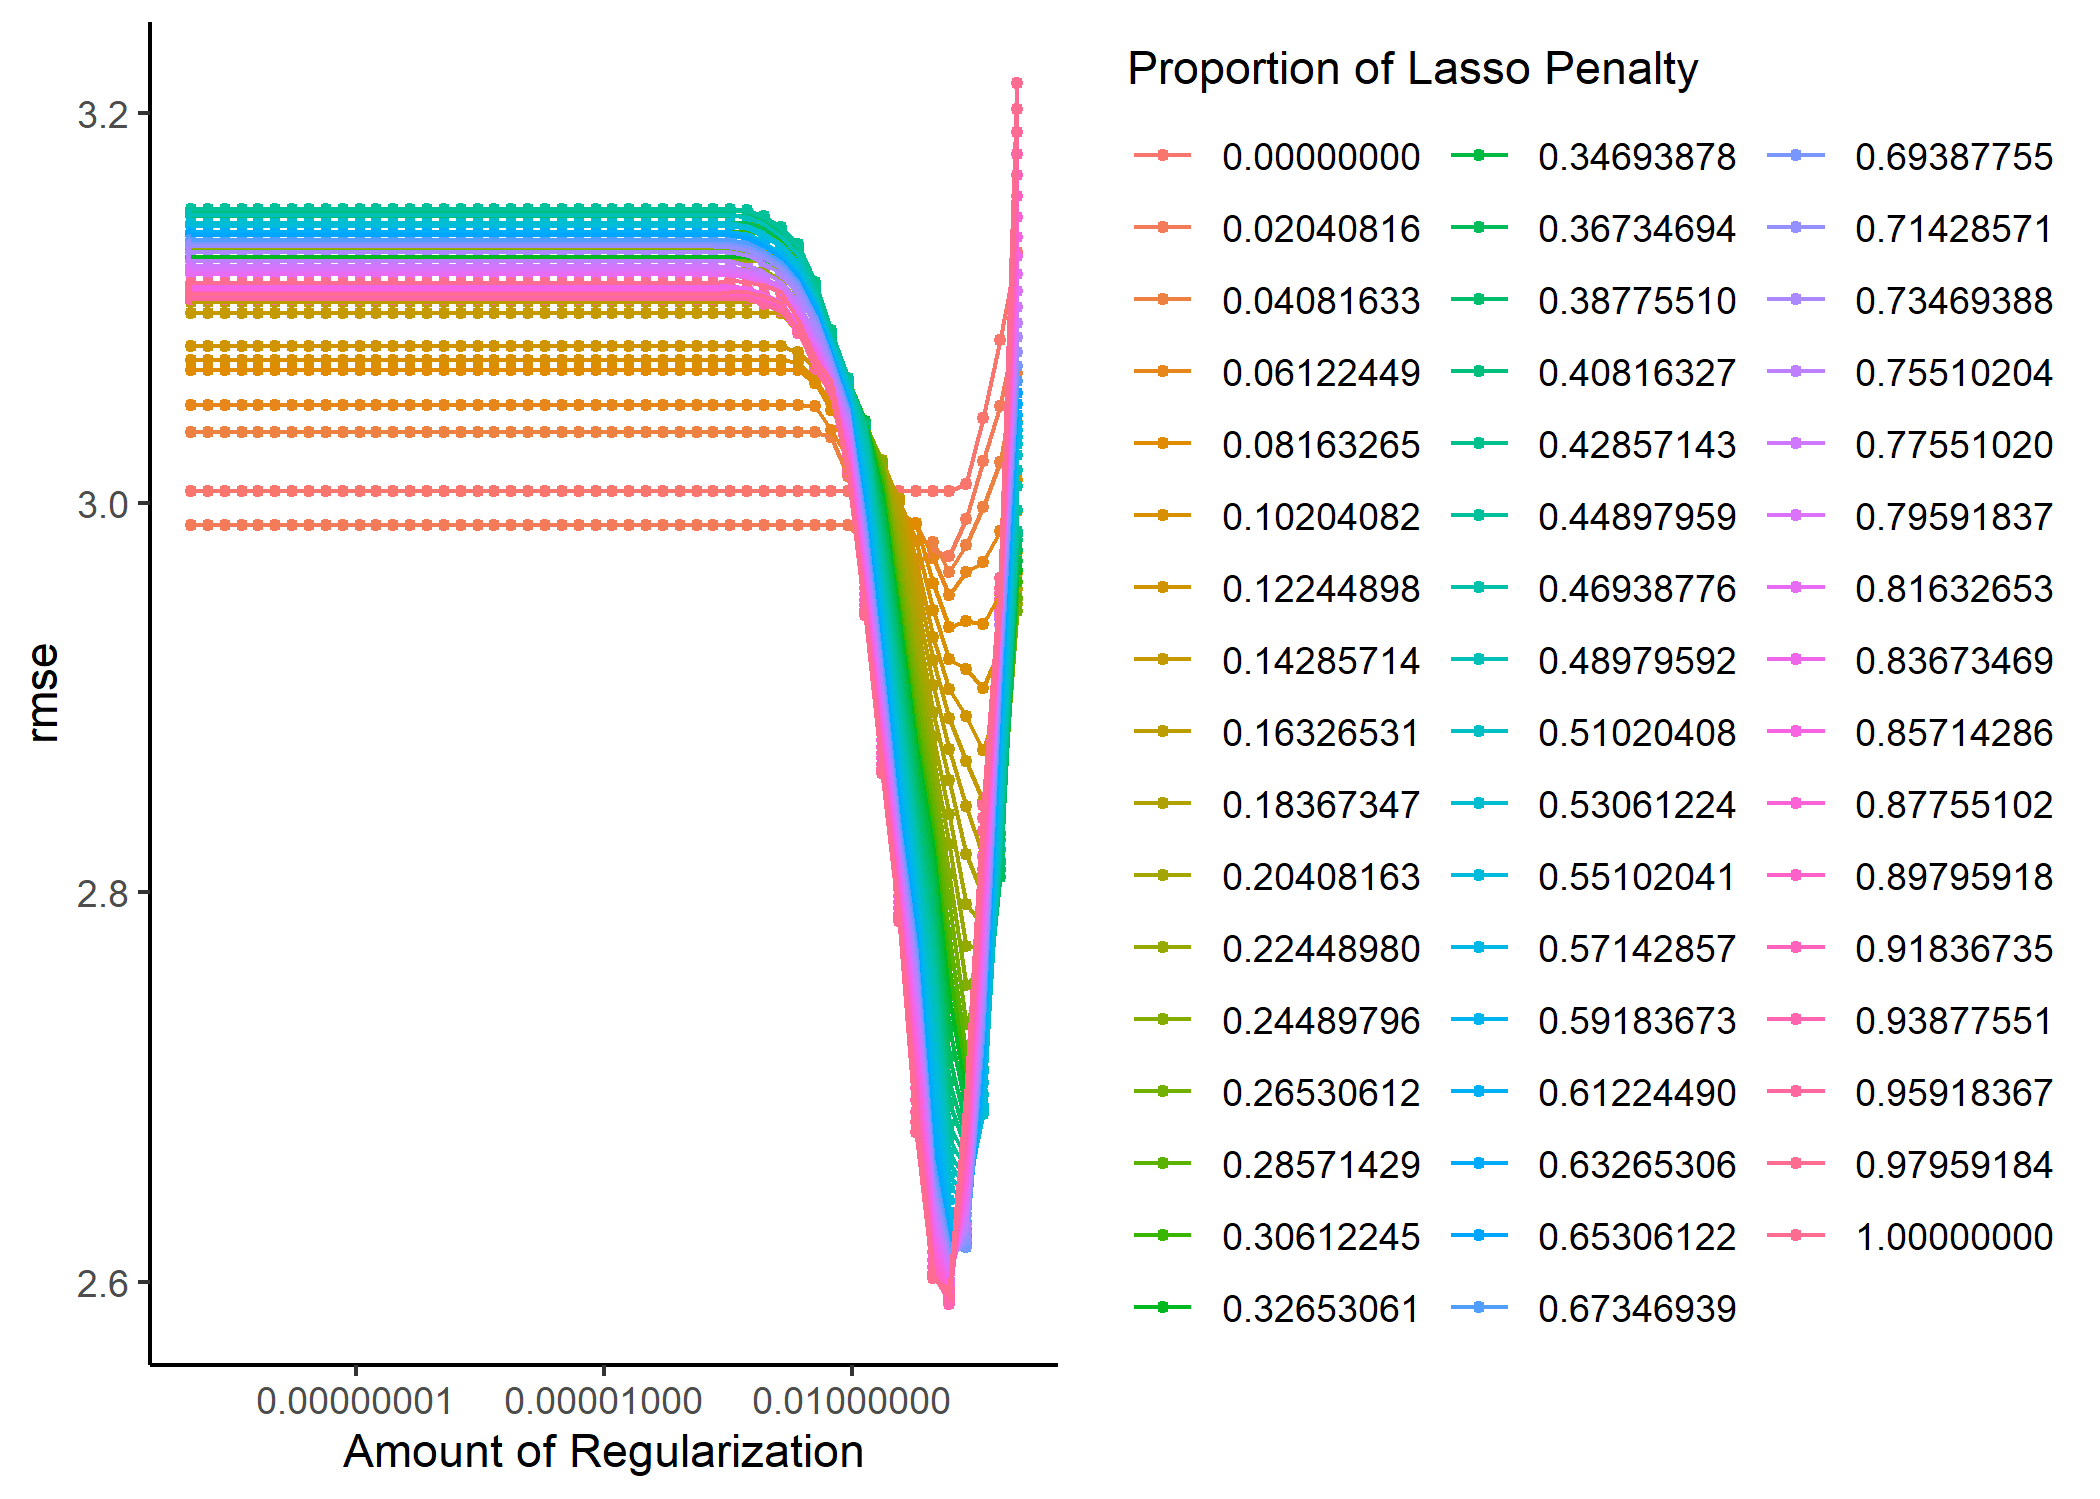 3.2
3.0
2.8
2.6
rmse
0.00000001 0.00001000 0.01000000
Amount of Regularization
Proportion of Lasso Penalty
0.00000000 0.34693878 0.69387755
0.02040816 0.36734694 0.71428571
0.04081633 0.38775510 0.73469388
0.06122449 0.40816327 0.75510204
0.08163265 0.42857143 0.77551020
0.10204082 0.44897959 0.79591837
0.12244898 0.46938776 0.81632653
0.14285714 0.48979592 0.83673469
0.16326531 0.51020408 0.85714286
0.18367347 0.53061224 0.87755102
0.20408163 0.55102041 0.89795918
0.22448980 0.57142857 0.91836735
0.24489796 0.59183673 0.93877551
0.26530612 0.61224490 0.95918367
0.28571429 0.63265306 0.97959184
0.30612245 0.65306122 1.00000000
0.32653061 0.67346939